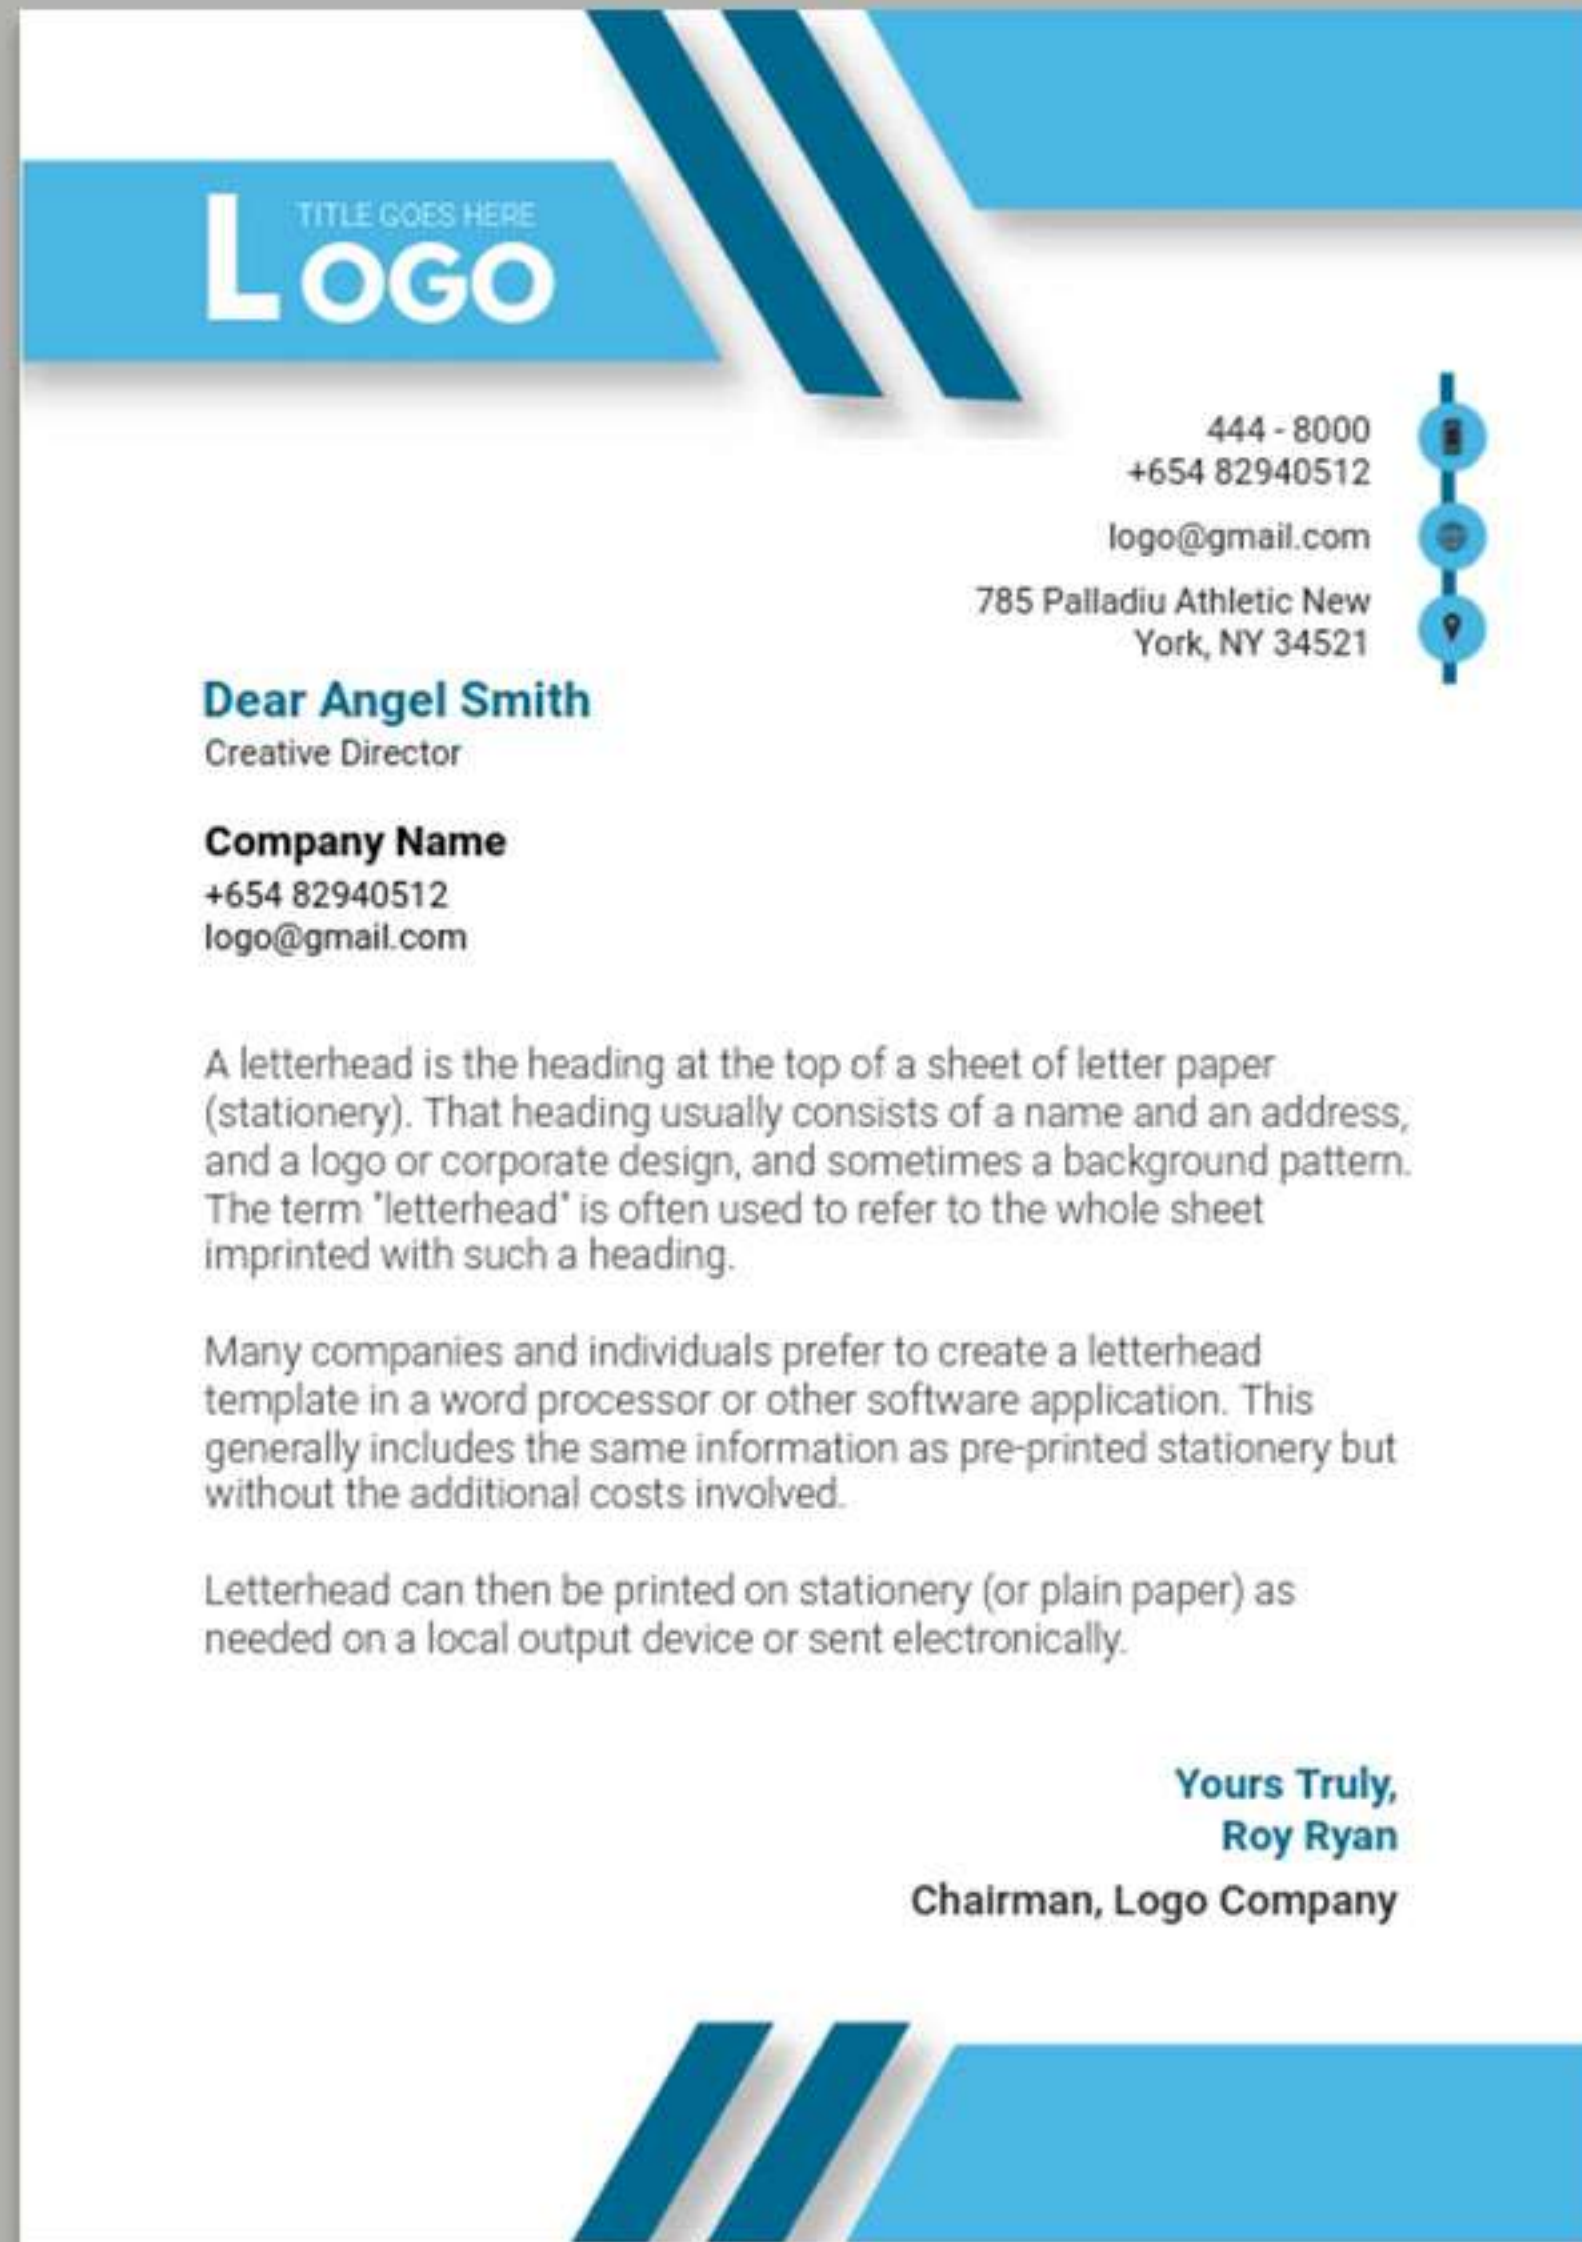 TITLE GOES HERE
LOGO
444 - 8000
+654 82940512
logo@gmail.com
785 Palladiu Athletic New
York, NY 34521
Dear Angel Smith
Creative Director
Company Name
+654 82940512
logo@gmail.com
A letterhead is the heading at the top of a sheet of letter paper
(stationery). That heading usually consists of a name and an address,
and a logo or corporate design, and sometimes a background pattern.
The term "letterhead" is often used to refer to the whole sheet
imprinted with such a heading.
Many companies and individuals prefer to create a letterhead
template in a word processor or other software application. This
generally includes the same information as pre-printed stationery but
without the additional costs involved.
Letterhead can then be printed on stationery (or plain paper) as
needed on a local output device or sent electronically.
Yours Truly,
Roy Ryan
Chairman, Logo Company